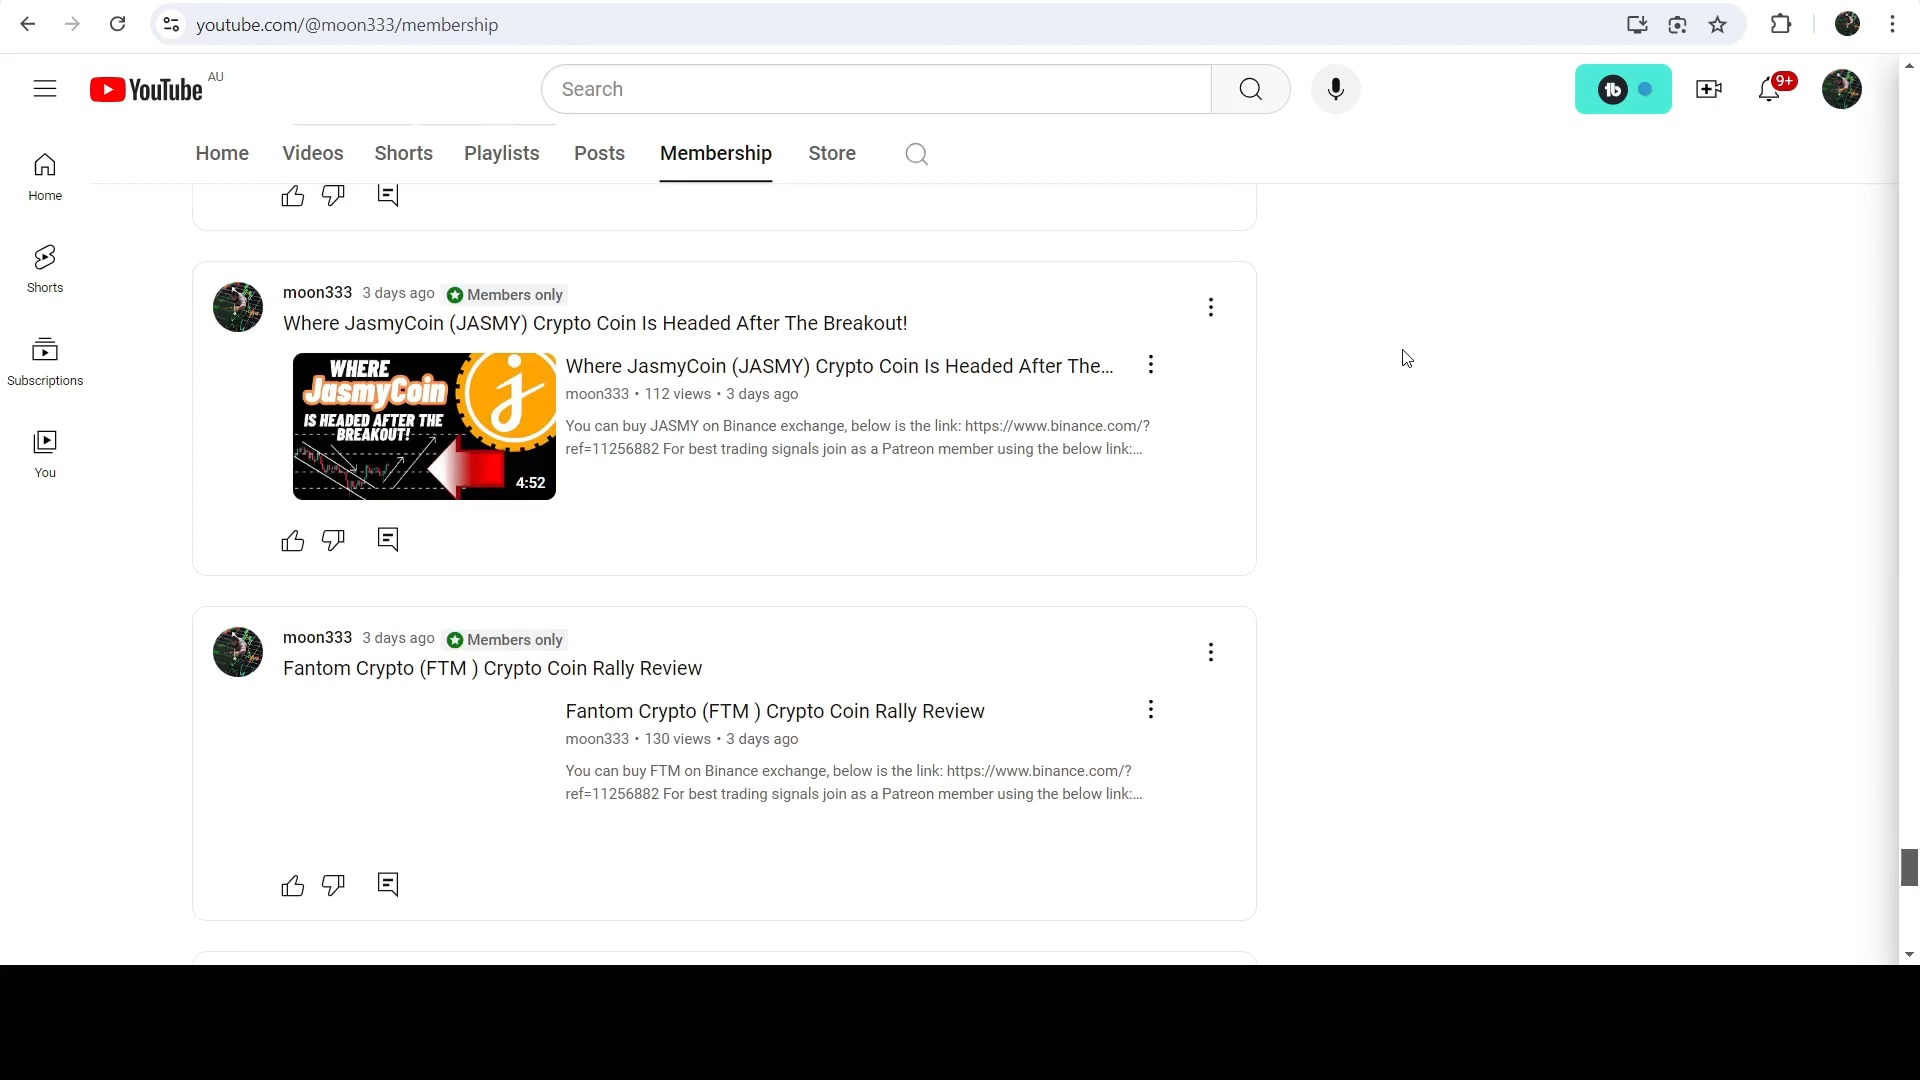 youtube.com/@moon333/membership
YouTube AU
Search
9+
Home Videos Shorts Playlists Posts Membership Store
Home
Shorts
Subscriptions
You
moon333 3 days ago Members only
Where JasmyCoin (JASMY) Crypto Coin Is Headed After The Breakout!
WHERE
JasmyCoin
IS HEADED AFTER THE
BREAKOUT!
4:52
Where JasmyCoin (JASMY) Crypto Coin Is Headed After The...
moon333 • 112 views • 3 days ago
You can buy JASMY on Binance exchange, below is the link: https://www.binance.com/?
ref=11256882 For best trading signals join as a Patreon member using the below link:...
moon333 3 days ago Members only
Fantom Crypto (FTM ) Crypto Coin Rally Review
Fantom Crypto (FTM ) Crypto Coin Rally Review
moon333 • 130 views • 3 days ago
You can buy FTM on Binance exchange, below is the link: https://www.binance.com/?
ref=11256882 For best trading signals join as a Patreon member using the below link:...